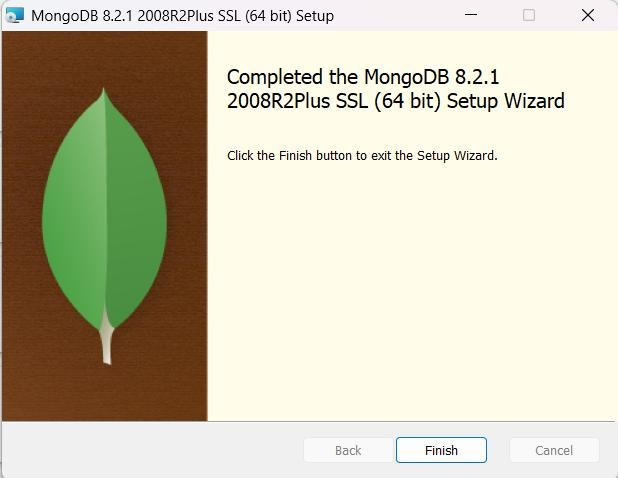 MongoDB 8.2.1 2008R2Plus SSL (64 bit) Setup
Completed the MongoDB 8.2.1
2008R2Plus SSL (64 bit) Setup Wizard
Click the Finish button to exit the Setup Wizard.
Back
Finish
Cancel